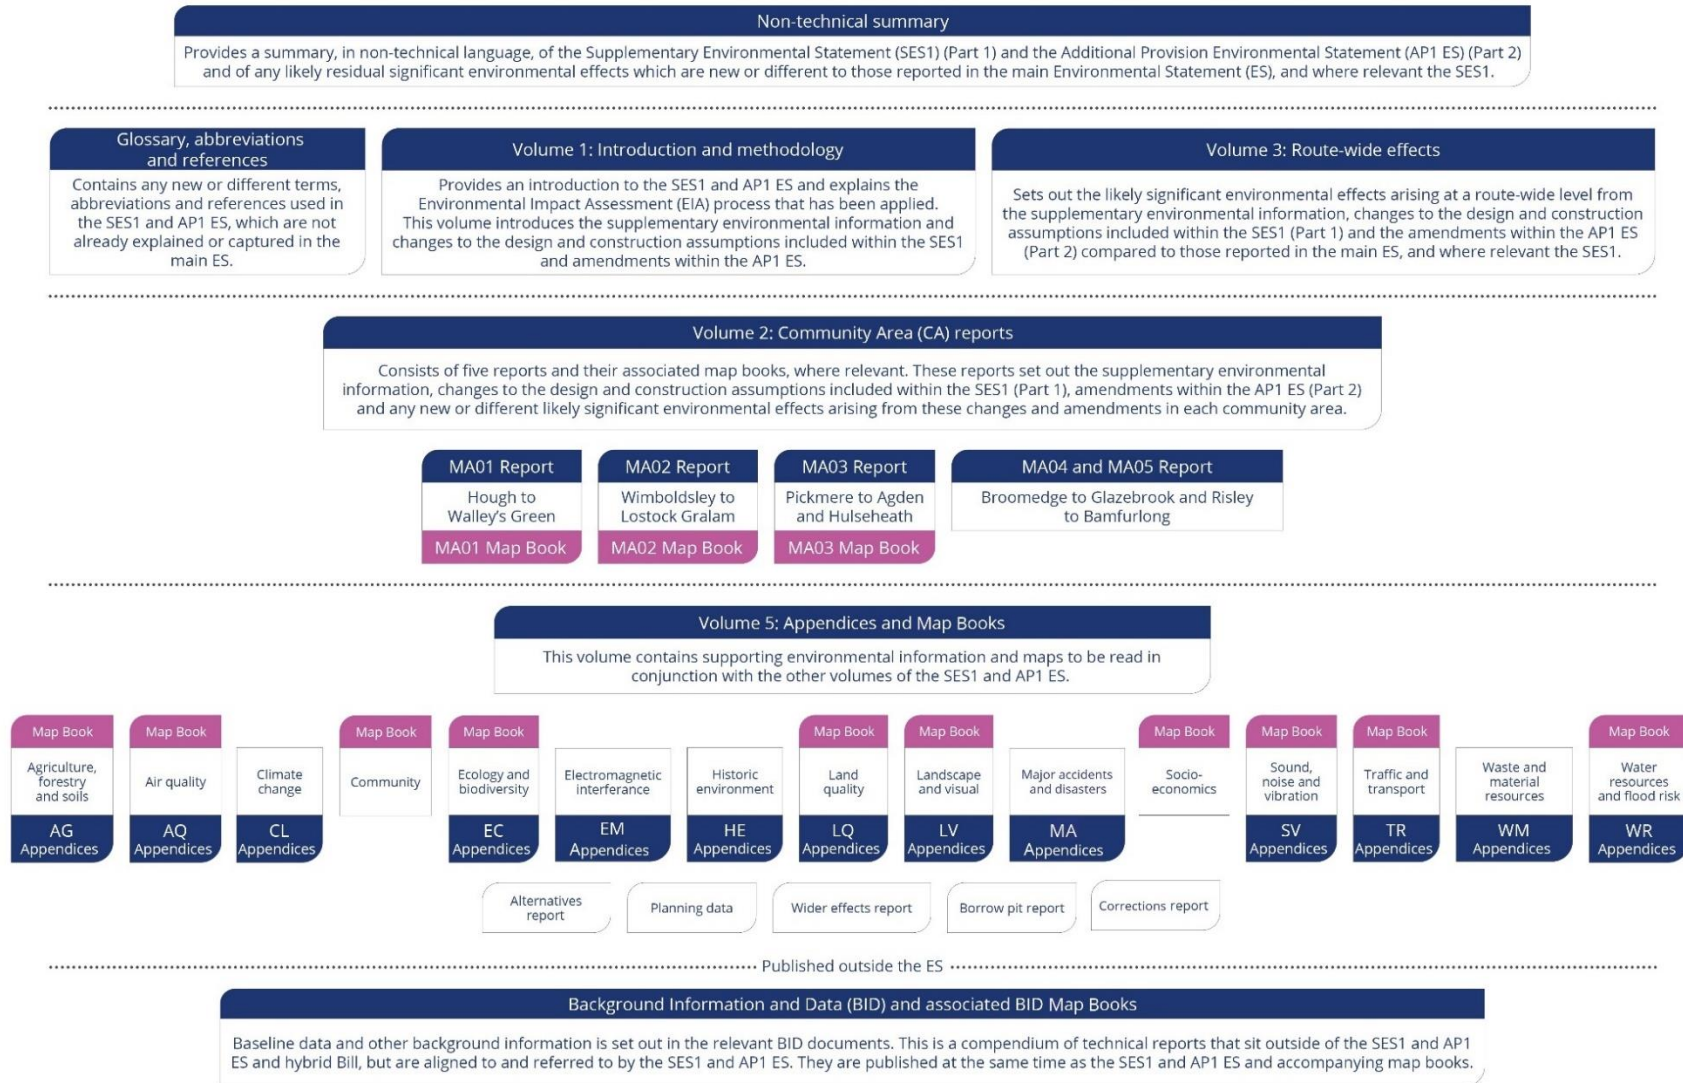 Non-technical summary
Provides a summary, in non-technical language, of the Supplementary Environmental Statement (SES1) (Part 1) and the Additional Provision Environmental Statement (AP1 ES) (Part 2)
and of any likely residual significant environmental effects which are new or different to those reported in the main Environmental Statement (ES), and where relevant the SES1.
Glossary, abbreviations
and references
Contains any new or different terms,
abbreviations and references used
in the SES1 and AP1 ES, which are not
already explained or captured in the
main ES.
Volume 1: Introduction and methodology
Provides an introduction to the SES1 and AP1 ES and explains the
Environmental Impact Assessment (EIA) process that has been applied.
This volume introduces the supplementary environmental information and
changes to the design and construction assumptions included within the SES1
and amendments within the AP1 ES.
Volume 3: Route-wide effects
Sets out the likely significant environmental effects arising at a route-wide level from
the supplementary environmental information, changes to the design and construction
assumptions included within the SES1 (Part 1) and the amendments within the AP1 ES
(Part 2) compared to those reported in the main ES, and where relevant the SES1.
Volume 2: Community Area (CA) reports
Consists of five reports and their associated map books, where relevant. These reports set out the supplementary environmental
information, changes to the design and construction assumptions included within the SES1 (Part 1), amendments within the AP1 ES (Part 2)
and any new or different likely significant environmental effects arising from these changes and amendments in each community area.
MA01 Report
Hough to
Walley's Green
MA01 Map Book
MA02 Report
Wimboldsley to
Lostock Gralam
MA02 Map Book
MA03 Report
Pickmere to Agden
and Hulseheath
MA03 Map Book
MA04 and MA05 Report
Broomedge to Glazebrook and Risley
to Bamfurlong
Volume 5: Appendices and Map Books
This volume contains supporting environmental information and maps to be read in
conjunction with the other volumes of the SES1 and AP1 ES.
Map Book
Agriculture,
forestry
and soils
AG
Appendices
Map Book
Air quality
AQ
Appendices
Climate
change
CL
Appendices
Map Book
Community
Map Book
Ecology and
biodiversity
EC
Appendices
Electromagnetic
interferance
EM
Appendices
Historic
environment
HE
Appendices
Map Book
Land
quality
LQ
Appendices
Map Book
Landscape
and visual
LV
Appendices
Major accidents
and disasters
MA
Appendices
Map Book
Socio-
economics
Map Book
Sound,
noise and
vibration
SV
Appendices
Map Book
Traffic and
transport
TR
Appendices
Waste and
material
resources
WM
Appendices
Map Book
Water
resources
and flood risk
WR
Appendices
Alternatives
report
Planning data
Wider effects report
Borrow pit report
Corrections report
Published outside the ES
Background Information and Data (BID) and associated BID Map Books
Baseline data and other background information is set out in the relevant BID documents. This is a compendium of technical reports that sit outside of the SES1 and AP1
ES and hybrid Bill, but are aligned to and referred to by the SES1 and AP1 ES. They are published at the same time as the SES1 and AP1 ES and accompanying map books.